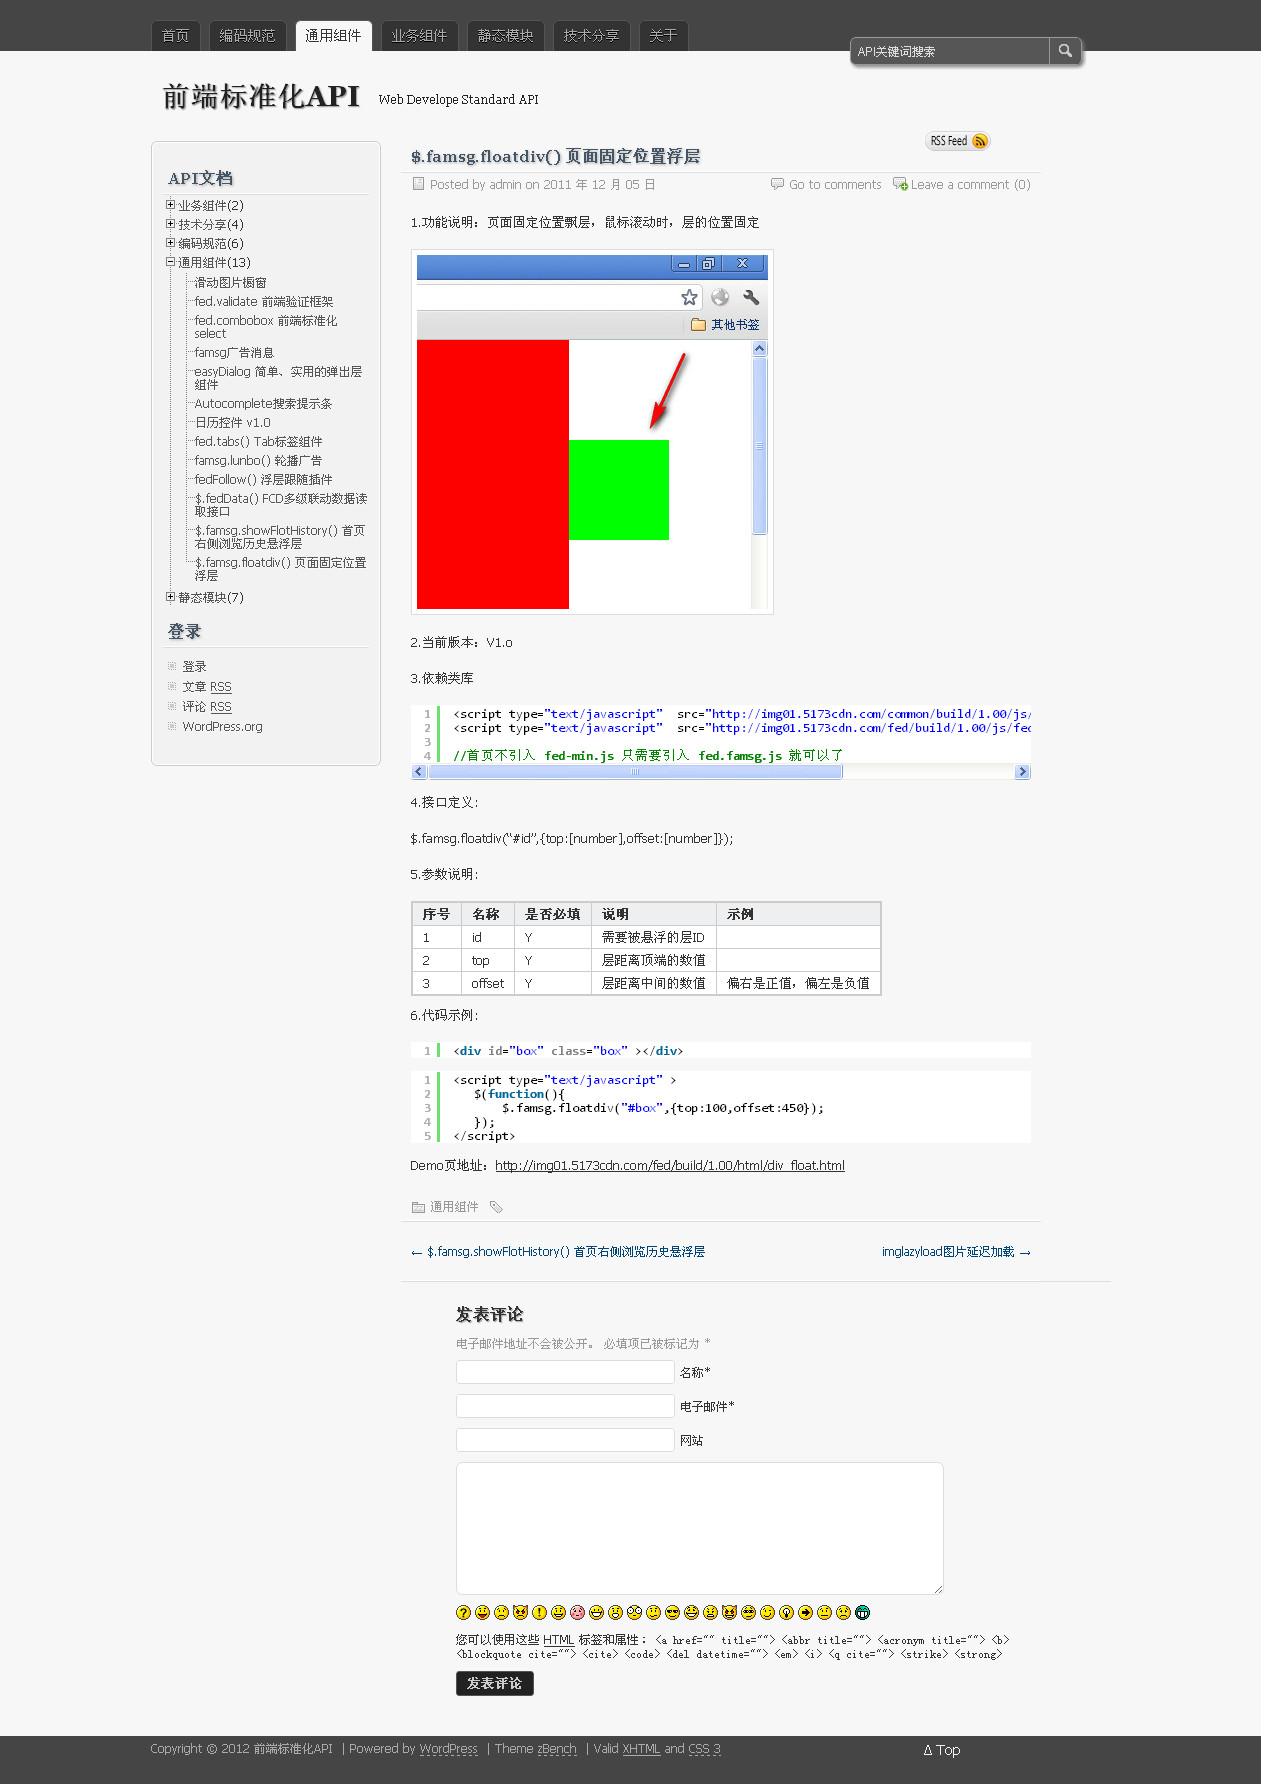 首页 编码规范 通用组件 业务组件 静态模块 技术分享 关于
API关键词搜索
前端标准化API Web Develope Standard API
RSS Feed
API文档
业务组件(2)
技术分享(4)
编码规范(6)
通用组件(13)
滑动图片橱窗
fed.validate 前端验证框架
fed.combobox 前端标准化
select
famsg广告消息
easyDialog 简单、实用的弹出层
组件
Autocomplete搜索提示条
日历控件 v1.0
fed.tabs() Tab标签组件
famsg.lunbo() 轮播广告
fedFollow() 浮层跟随插件
$.fedData() FCD多级联动数据读
取接口
$.famsg.showFlotHistory() 首页
右侧浏览历史悬浮层
$.famsg.floatdiv() 页面固定位置
浮层
静态模块(7)
登录
登录
文章 RSS
评论 RSS
WordPress.org
$.famsg.floatdiv() 页面固定位置浮层
Posted by admin on 2011 年 12 月 05 日 Go to comments Leave a comment (0)
1.功能说明：页面固定位置飘层，鼠标滚动时，层的位置固定
其他书签
2.当前版本：V1.o
3.依赖类库
1 <script type="text/javascript"  src="http://img01.5173cdn.com/common/build/1.00/js/
2 <script type="text/javascript"  src="http://img01.5173cdn.com/fed/build/1.00/js/fed
3
4 //首页不引入 fed-min.js 只需要引入 fed.famsg.js 就可以了
4.接口定义:
$.famsg.floatdiv(“#id”,{top:[number],offset:[number]});
5.参数说明:
序号 名称 是否必填 说明 示例
1 id Y 需要被悬浮的层ID
2 top Y 层距离顶端的数值
3 offset Y 层距离中间的数值 偏右是正值，偏左是负值
6.代码示例:
1 <div id="box" class="box" ></div>
1 <script type="text/javascript" >
2 $(function(){
3 $.famsg.floatdiv("#box",{top:100,offset:450});
4 });
5 </script>
Demo页地址：http://img01.5173cdn.com/fed/build/1.00/html/div_float.html
通用组件
← $.famsg.showFlotHistory() 首页右侧浏览历史悬浮层 imglazyload图片延迟加载 →
发表评论
电子邮件地址不会被公开。 必填项已被标记为 *
名称*
电子邮件*
网站
您可以使用这些 HTML 标签和属性： <a href="" title=""> <abbr title=""> <acronym title=""> <b>
<blockquote cite=""> <cite> <code> <del datetime=""> <em> <i> <q cite=""> <strike> <strong>
发表评论
Copyright © 2012 前端标准化API | Powered by WordPress | Theme zBench | Valid XHTML and CSS 3
Δ Top